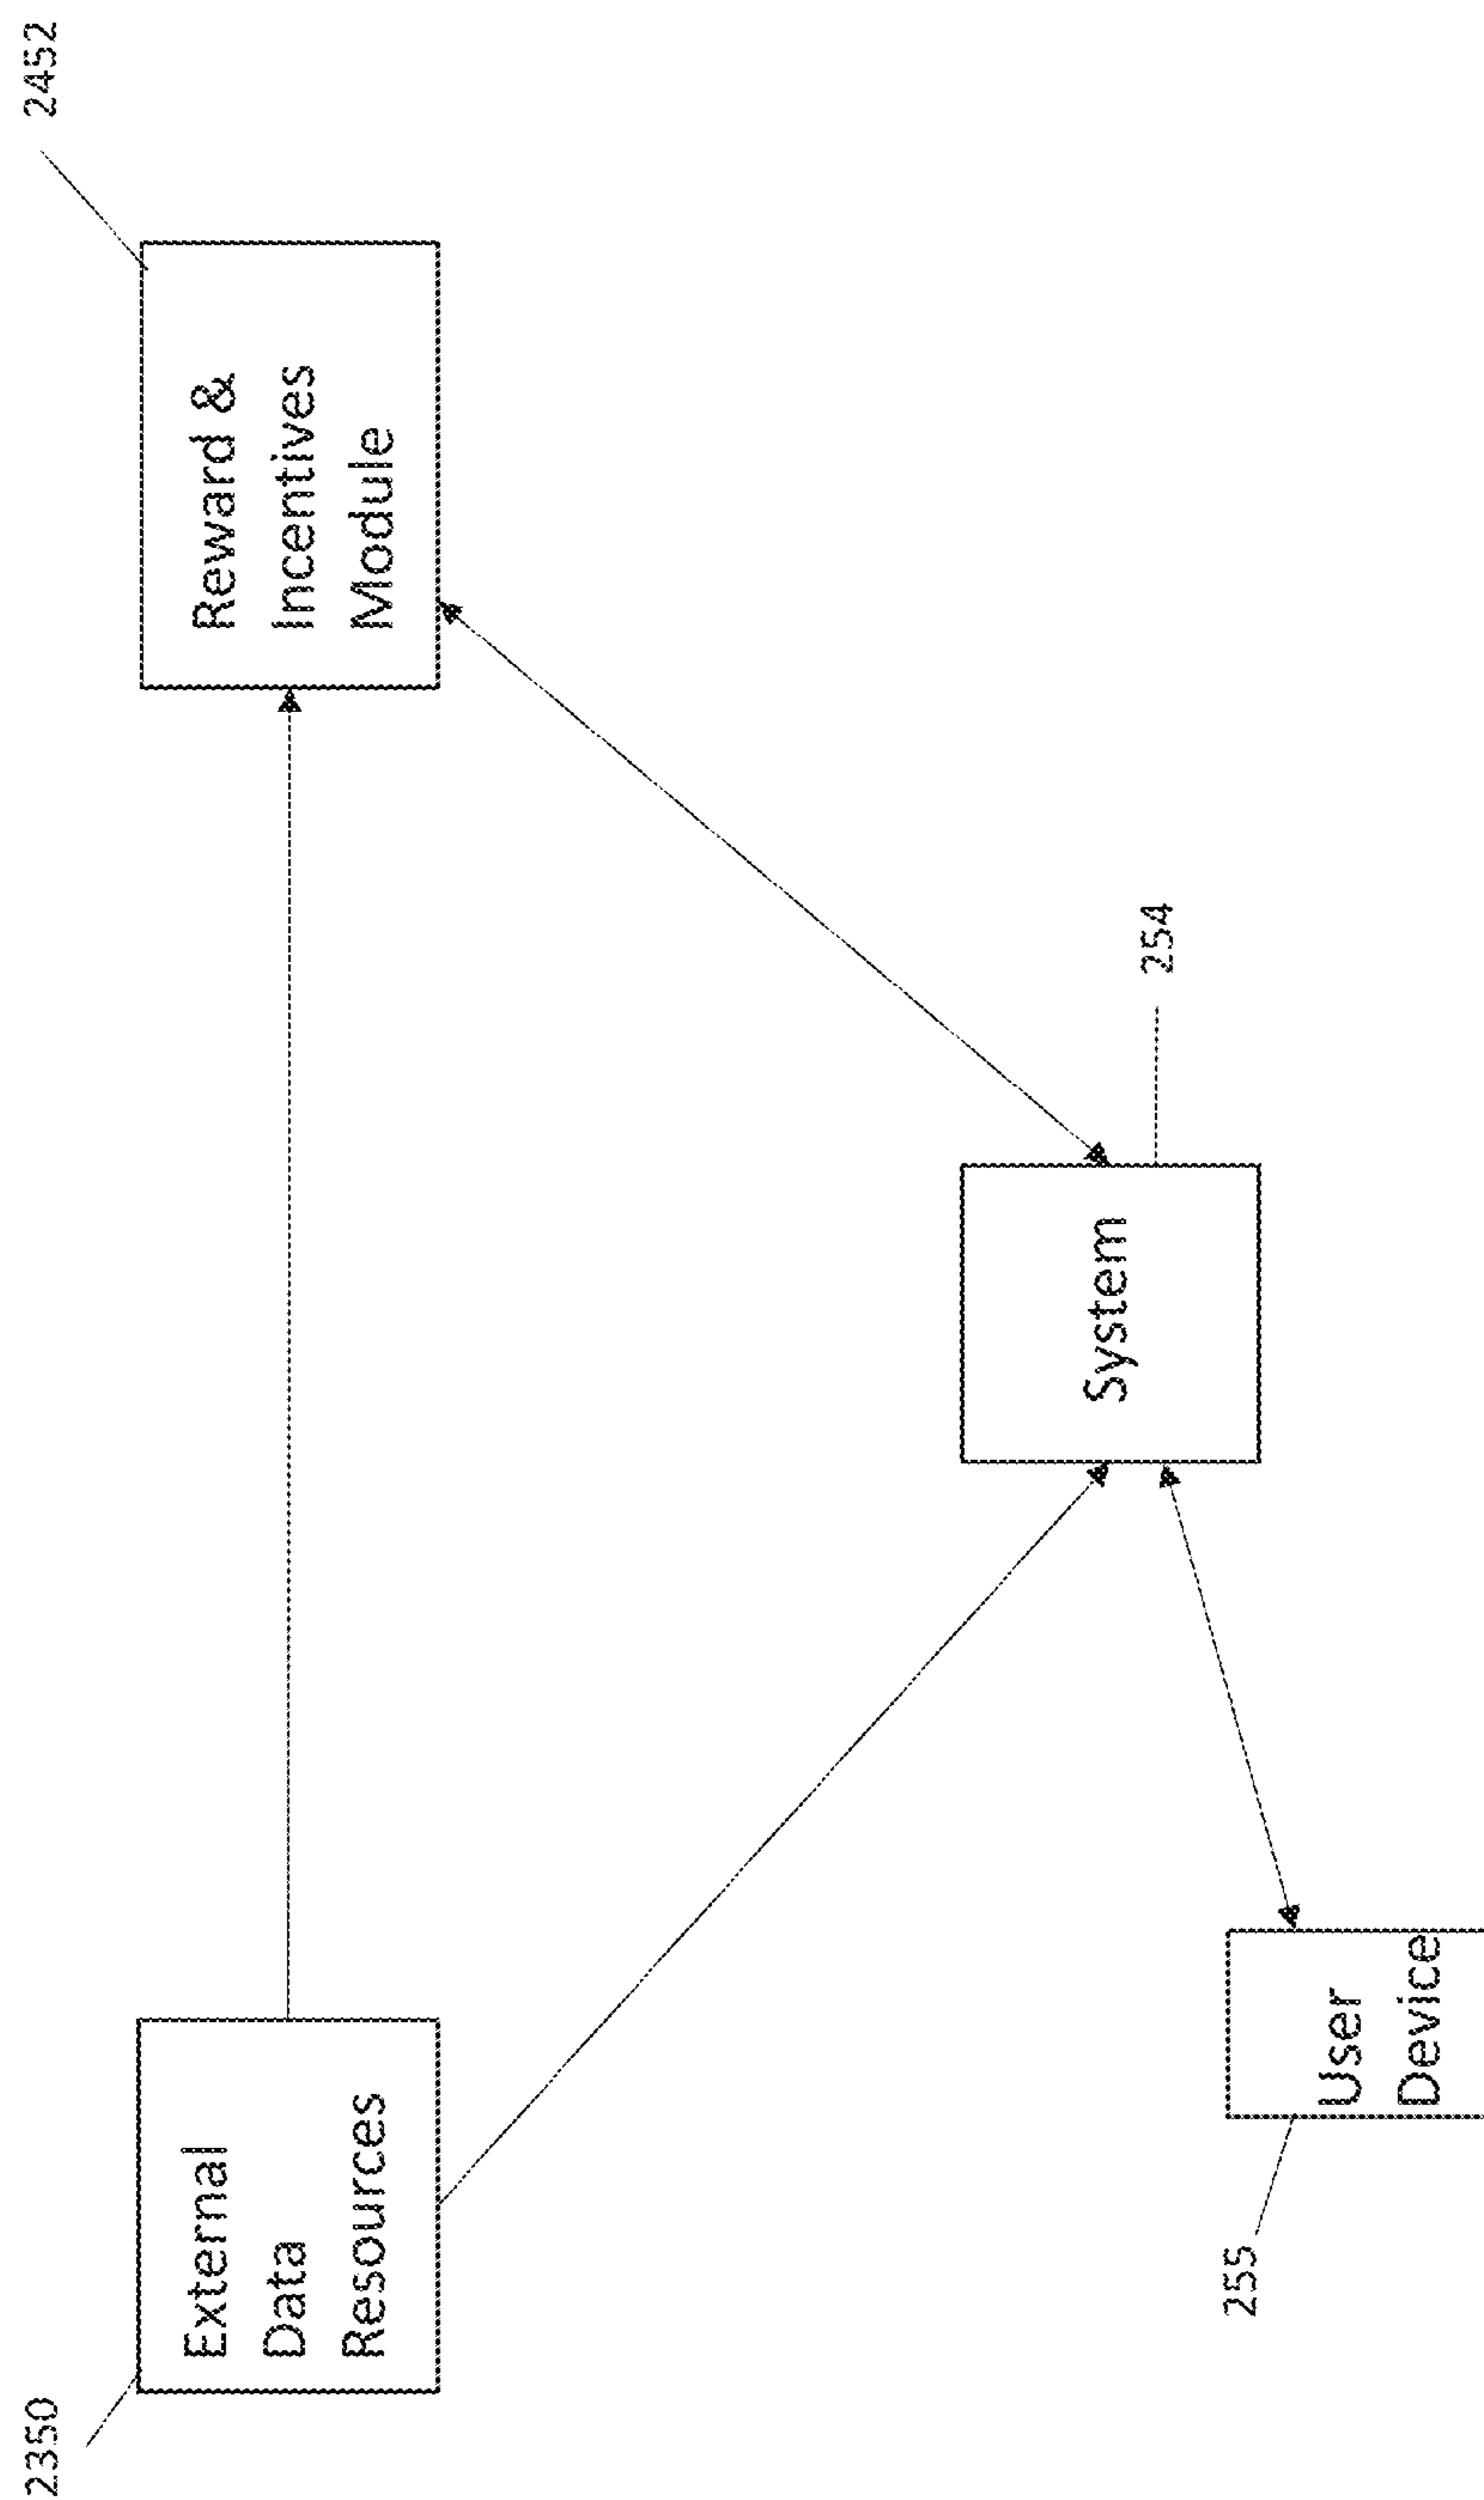 2350
External
Data
Resources
2452
Reward &
Incentives
Module
254
System
255
User
Device